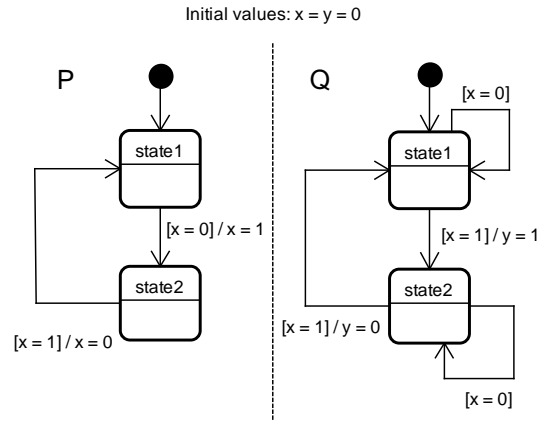 Initial values: x = y = 0
P
state1
[x = 0] / x = 1
state2
[x = 1] / x = 0
Q
[x = 0]
state1
[x = 1] / y = 1
state2
[x = 1] / y = 0
[x = 0]